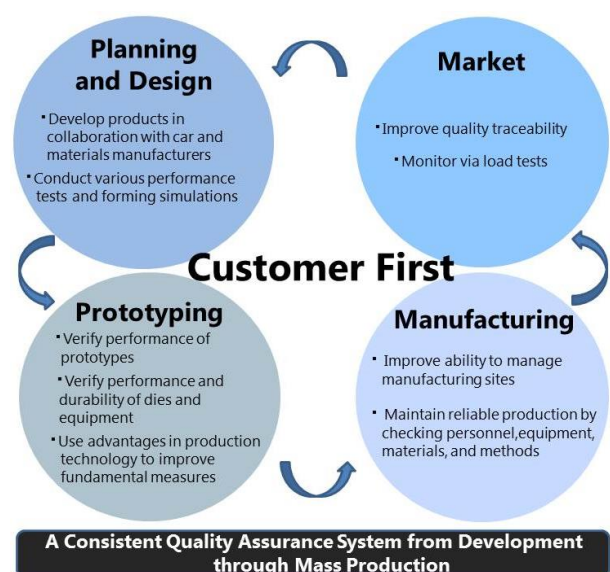 Planning
and Design
▪ Develop products in
collaboration with car and
materials manufacturers
▪ Conduct various performance
tests and forming simulations
Market
▪ Improve quality traceability
▪ Monitor via load tests
Customer First
Prototyping
▪ Verify performance of
prototypes
▪ Verify performance and
durability of dies and
equipment
▪ Use advantages in production
technology to improve
fundamental measures
Manufacturing
▪ Improve ability to manage
manufacturing sites
▪ Maintain reliable production by
checking personnel,equipment,
materials, and methods
A Consistent Quality Assurance System from Development
through Mass Production